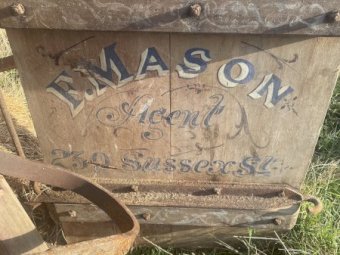 F. MASON
Agent
230 Sussex St